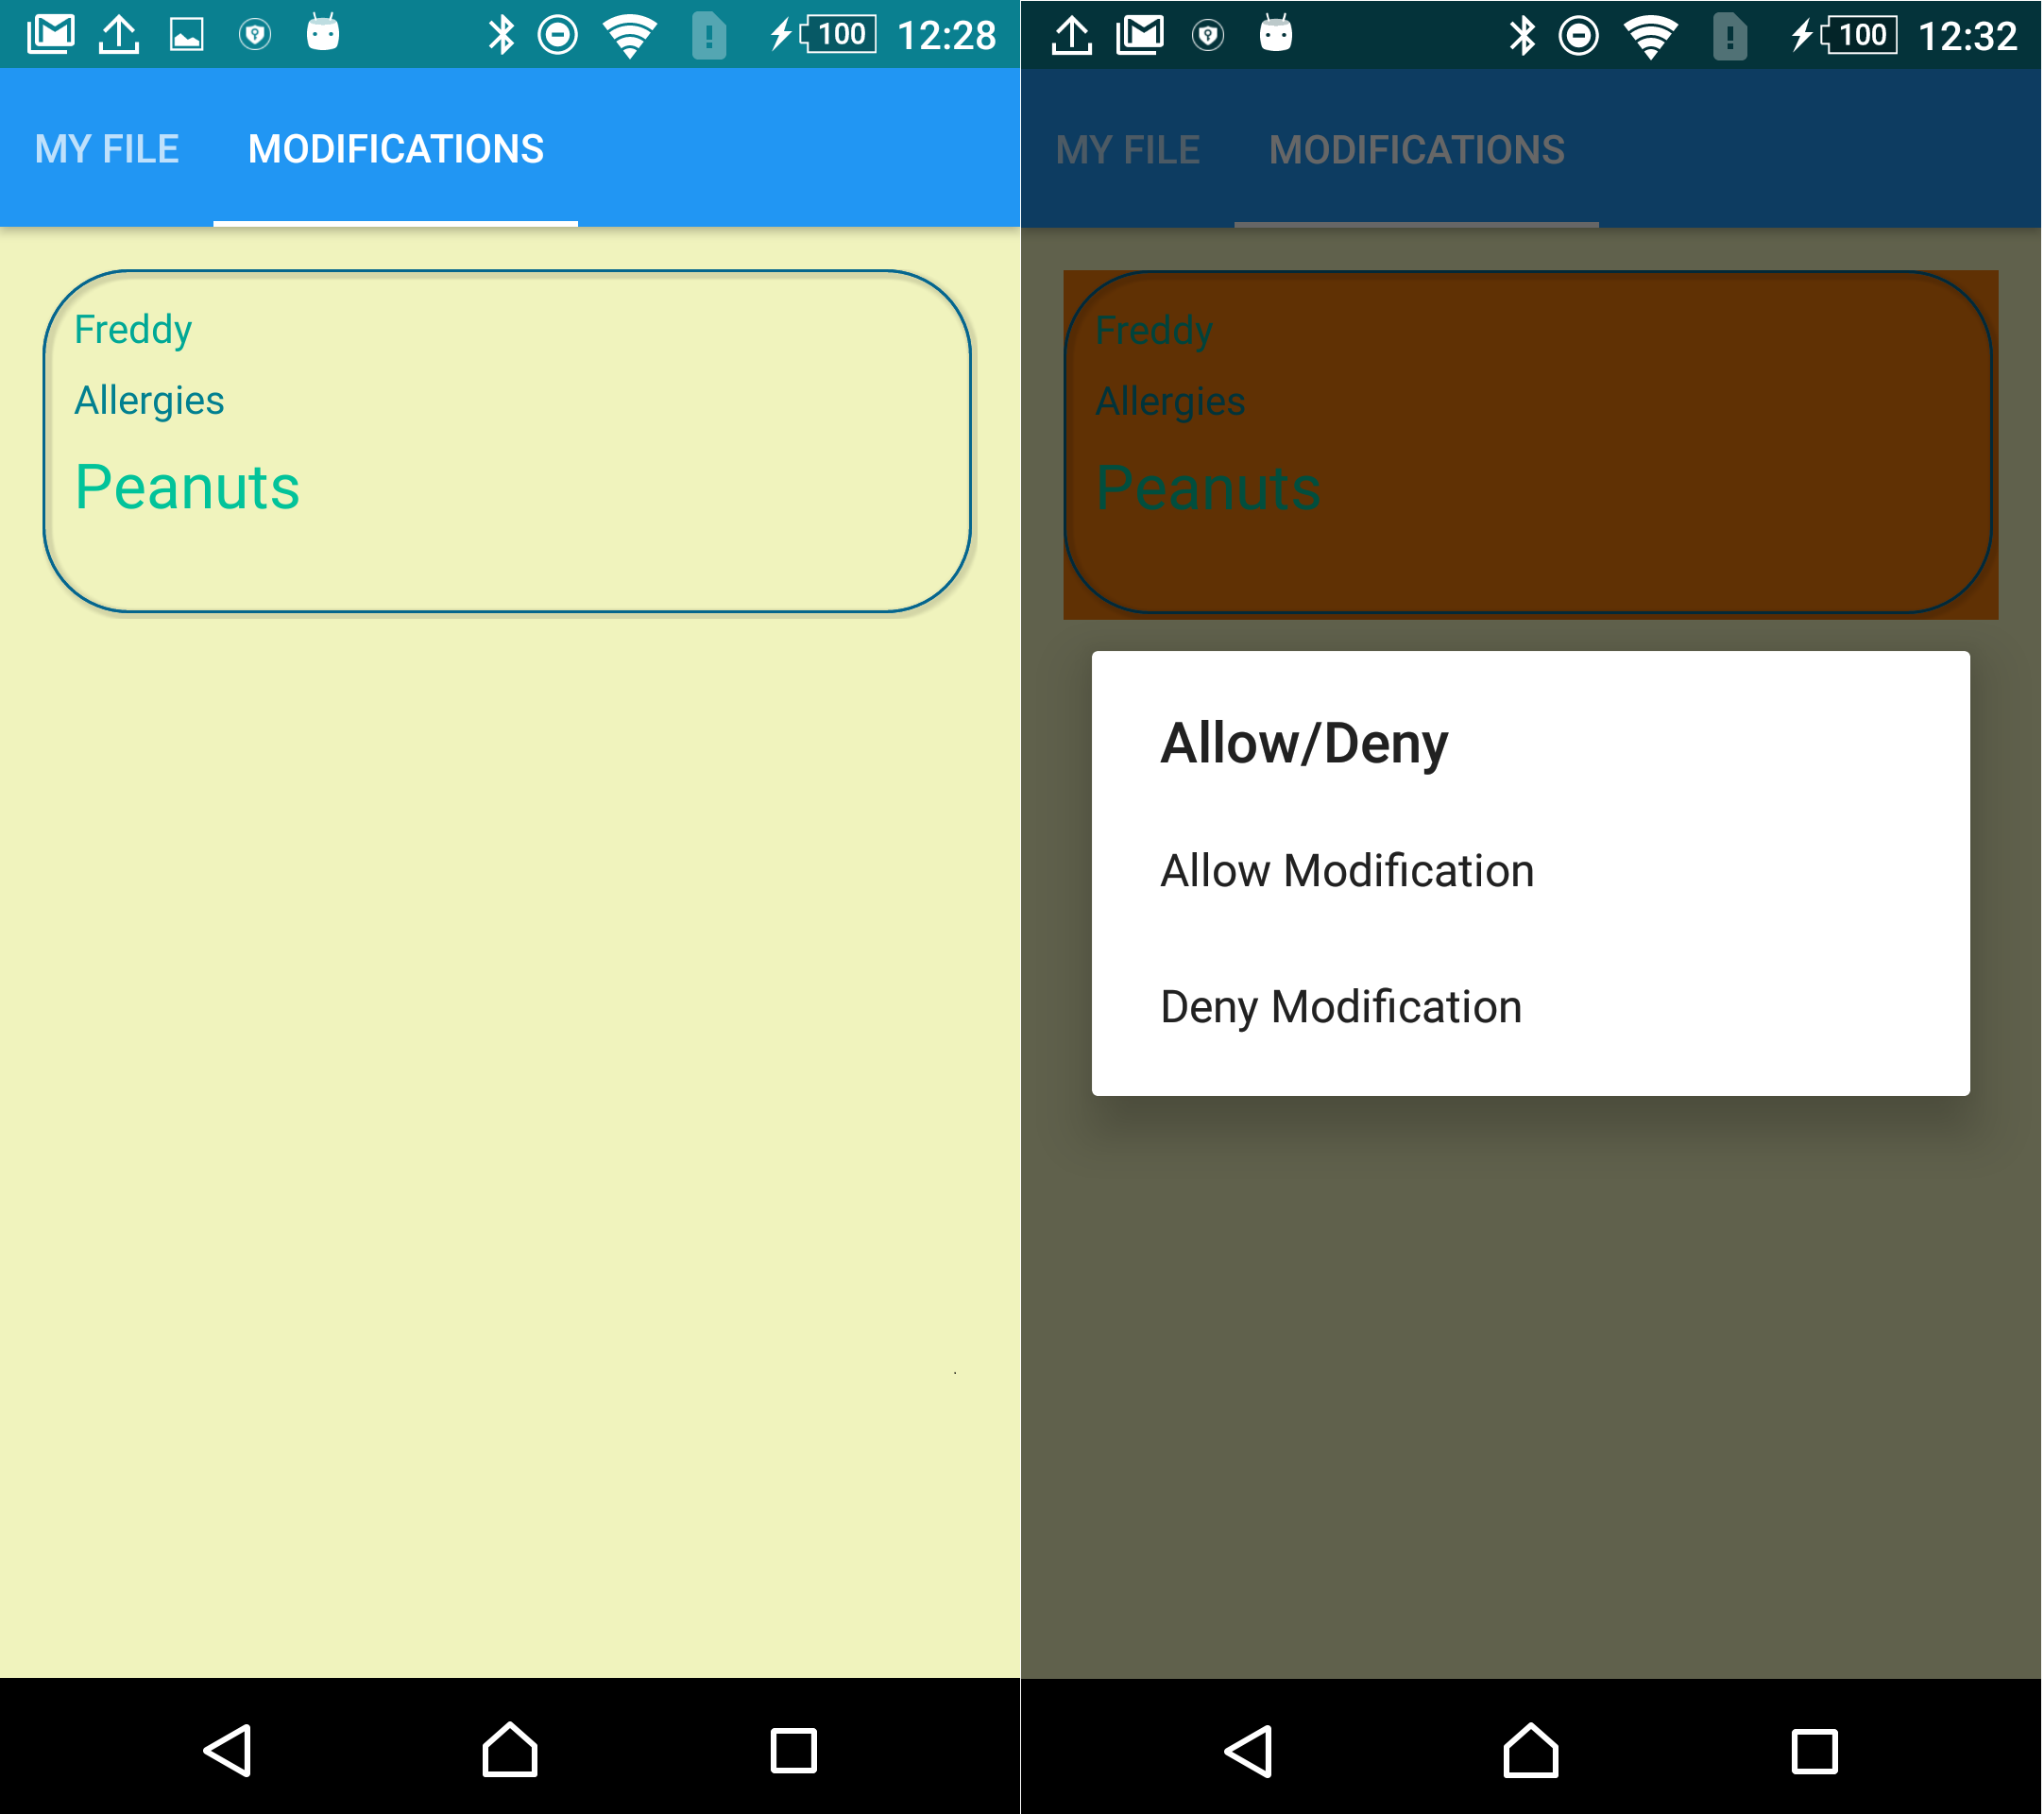 100 12:28
MY FILE MODIFICATIONS
Freddy
Allergies
Peanuts
100 12:32
MY FILE MODIFICATIONS
Freddy
Allergies
Peanuts
Allow/Deny
Allow Modification
Deny Modification